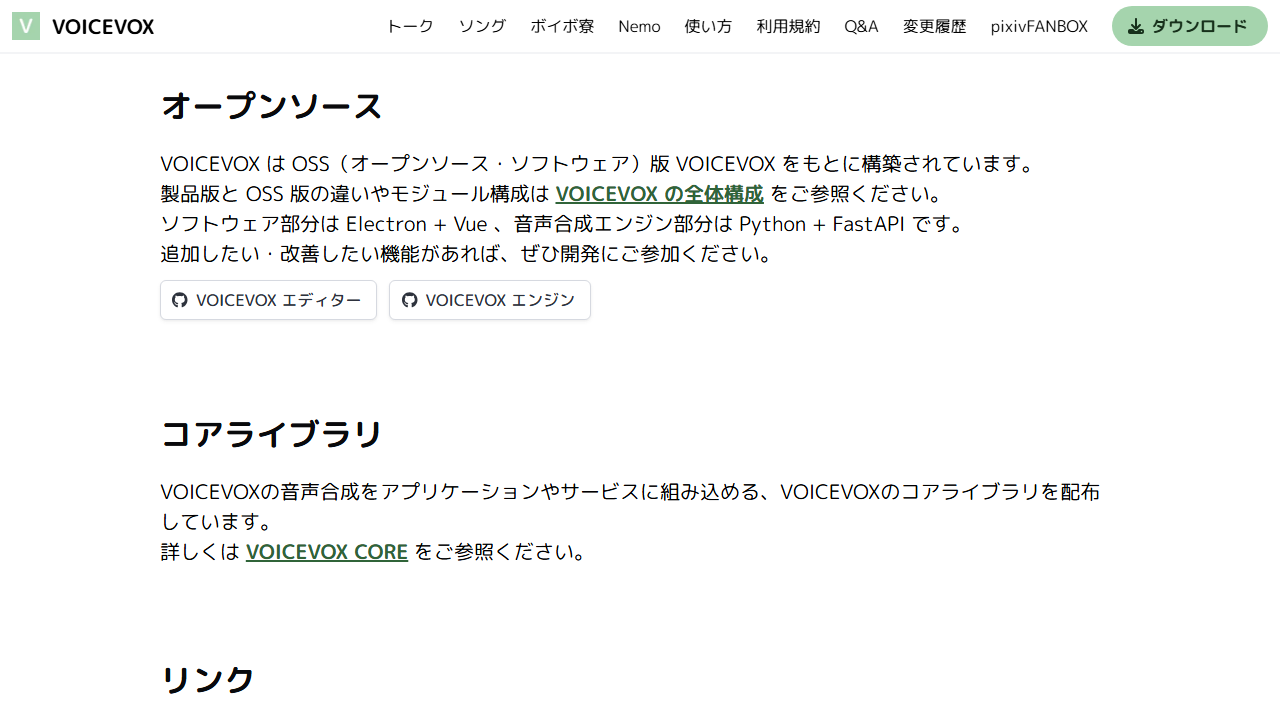 V VOICEVOX トーク ソング ボイボ寮 Nemo 使い方 利用規約 Q&A 変更履歴 pixivFANBOX ダウンロード
オープンソース
VOICEVOX は OSS（オープンソース・ソフトウェア）版 VOICEVOX をもとに構築されています。
製品版と OSS 版の違いやモジュール構成は VOICEVOX の全体構成 をご参照ください。
ソフトウェア部分は Electron + Vue 、音声合成エンジン部分は Python + FastAPI です。
追加したい・改善したい機能があれば、ぜひ開発にご参加ください。
VOICEVOX エディター VOICEVOX エンジン
コアライブラリ
VOICEVOXの音声合成をアプリケーションやサービスに組み込める、VOICEVOXのコアライブラリを配布
しています。
詳しくは VOICEVOX CORE をご参照ください。
リンク